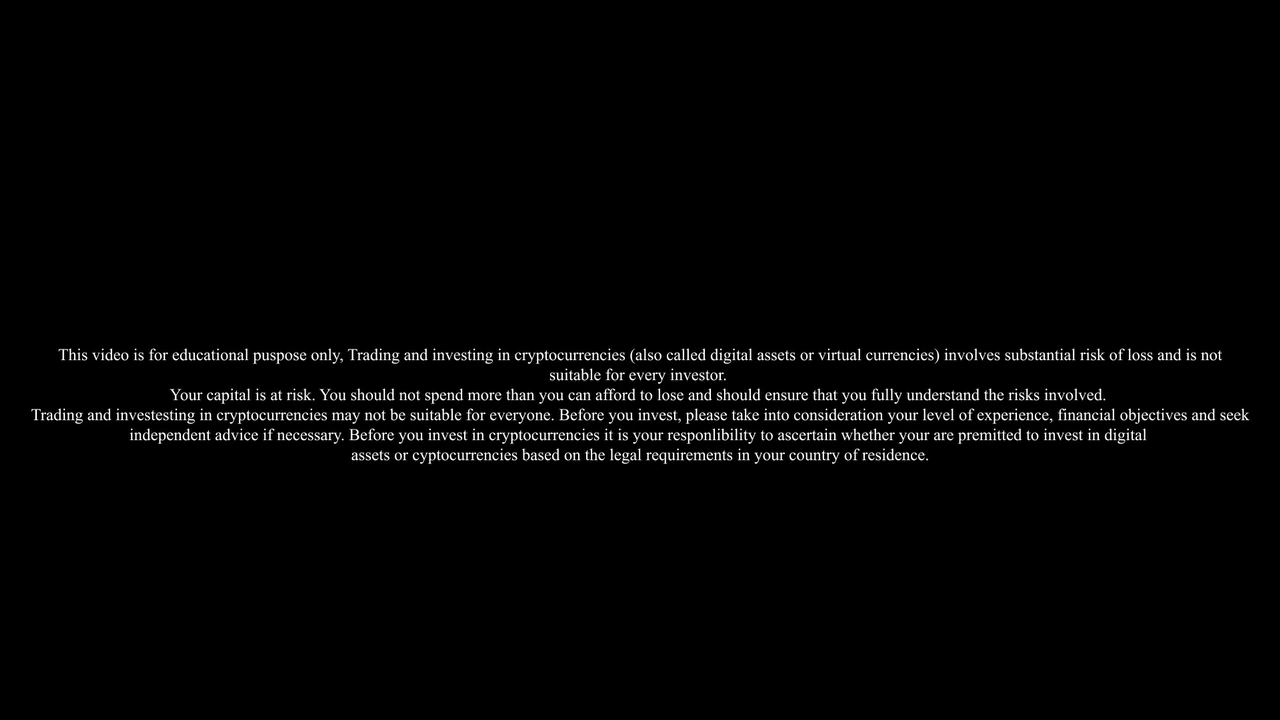 This video is for educational puspose only, Trading and investing in cryptocurrencies (also called digital assets or virtual currencies) involves substantial risk of loss and is not
suitable for every investor.
Your capital is at risk. You should not spend more than you can afford to lose and should ensure that you fully understand the risks involved.
Trading and investesting in cryptocurrencies may not be suitable for everyone. Before you invest, please take into consideration your level of experience, financial objectives and seek
independent advice if necessary. Before you invest in cryptocurrencies it is your responlibility to ascertain whether your are premitted to invest in digital
assets or cyptocurrencies based on the legal requirements in your country of residence.